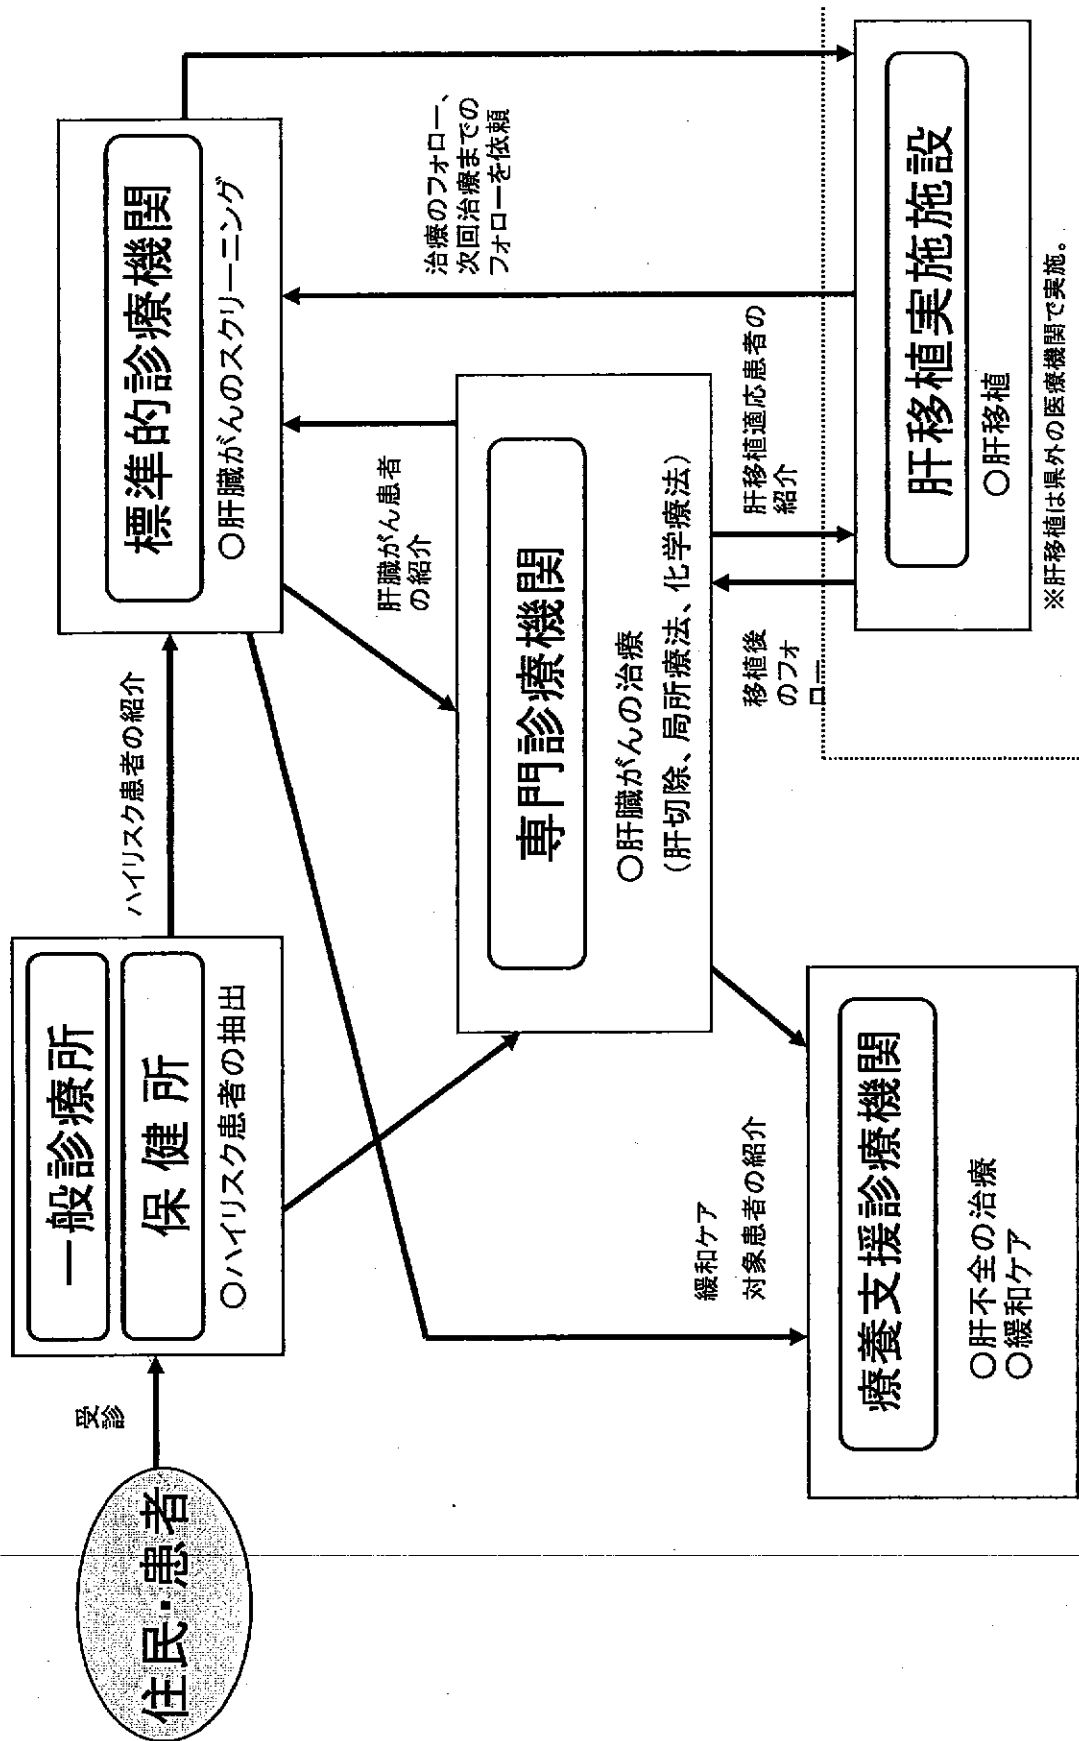 住民・患者
受診
一般診療所
保健所
○ハイリスク患者の抽出
ハイリスク患者の紹介
標準的診療機関
○肝臓がんのスクリーニング
肝臓がん患者
の紹介
治療のフォロー、
次回治療までの
フォローを依頼
専門診療機関
○肝臓がんの治療
(肝切除、局所療法、化学療法)
緩和ケア
対象患者の紹介
移植後
のフォ
ロー
肝移植適応患者の
紹介
療養支援診療機関
○肝不全の治療
○緩和ケア
肝移植実施施設
○肝移植
※肝移植は県外の医療機関で実施。